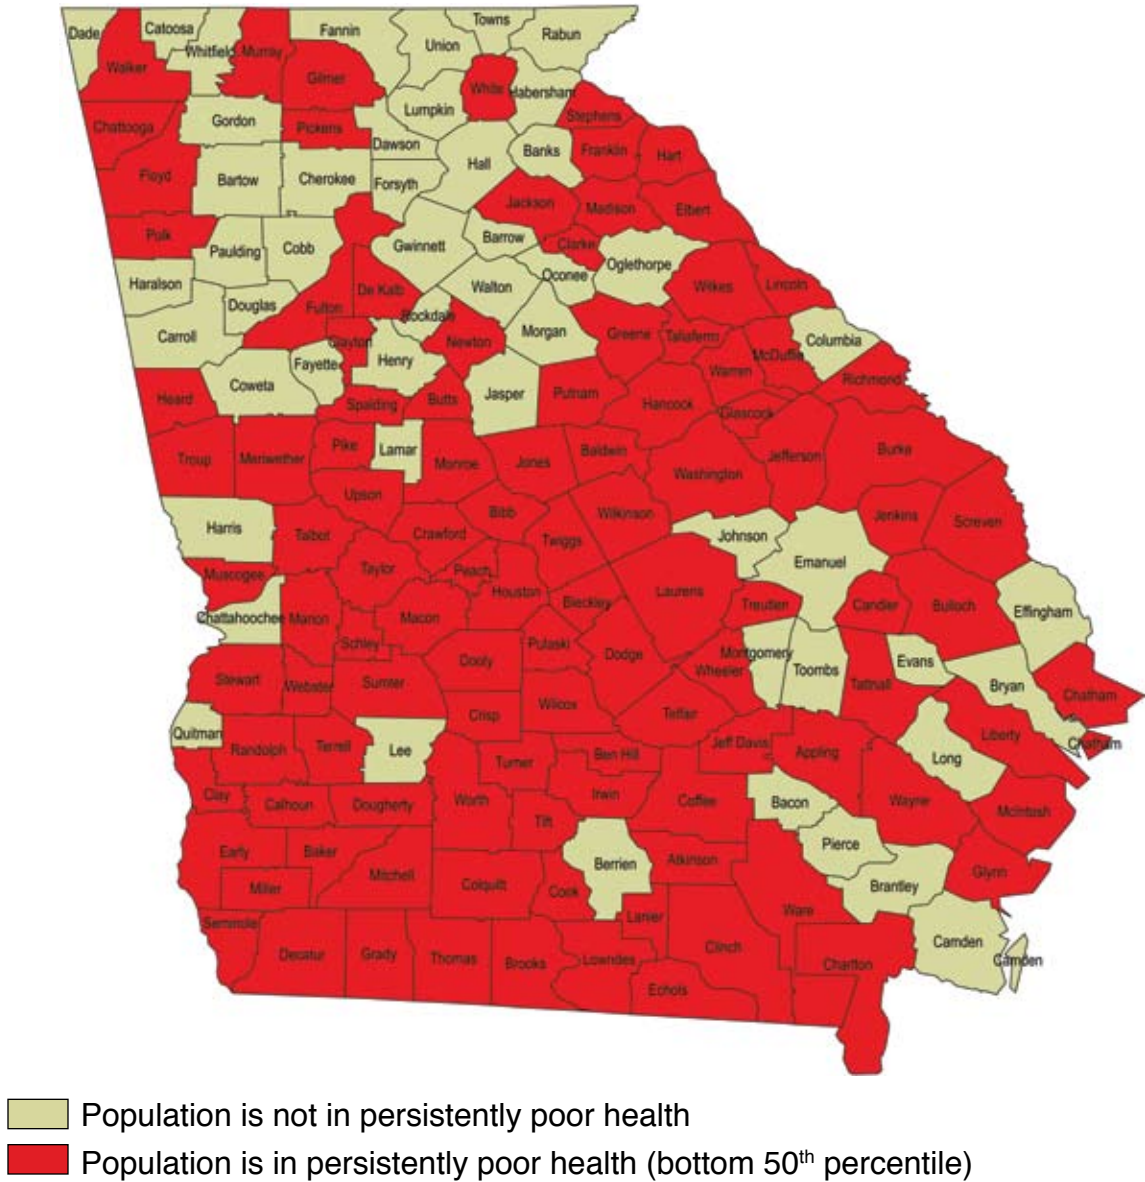 Dade
Catoosa
Whitfield
Murray
Fannin
Union
Towns
Rabun
Walker
Gilmer
White
Habersham
Lumpkin
Stephens
Chattooga
Gordon
Pickens
Dawson
Hall
Banks
Franklin
Hart
Floyd
Bartow
Cherokee
Forsyth
Jackson
Madison
Elbert
Polk
Paulding
Cobb
Gwinnett
Barrow
Clarke
Oglethorpe
Oconee
Haralson
Douglas
Fulton
De Kalb
Walton
Wilkes
Lincoln
Rockdale
Carroll
Clayton
Newton
Morgan
Greene
Taliaferro
McDuffie
Columbia
Coweta
Fayette
Henry
Warren
Richmond
Heard
Spalding
Butts
Jasper
Putnam
Hancock
Glascock
Troup
Meriwether
Pike
Lamar
Monroe
Jones
Baldwin
Washington
Jefferson
Burke
Upson
Bibb
Wilkinson
Harris
Talbot
Crawford
Twiggs
Johnson
Jenkins
Screven
Emanuel
Muscogee
Taylor
Peach
Houston
Bleckley
Laurens
Treutlen
Candler
Bulloch
Effingham
Chattahoochee
Marion
Macon
Schley
Pulaski
Dodge
Montgomery
Wheeler
Toombs
Evans
Tattnall
Bryan
Chatham
Stewart
Webster
Sumter
Dooly
Crisp
Wilcox
Telfair
Quitman
Randolph
Terrell
Lee
Turner
Ben Hill
Jeff Davis
Appling
Long
Liberty
Chatham
Clay
Calhoun
Dougherty
Worth
Irwin
Coffee
Bacon
Wayne
McIntosh
Tift
Early
Baker
Mitchell
Berrien
Atkinson
Pierce
Miller
Colquitt
Cook
Brantley
Glynn
Seminole
Lanier
Ware
Decatur
Grady
Thomas
Brooks
Lowndes
Clinch
Charlton
Camden
Camden
Echols
Population is not in persistently poor health
Population is in persistently poor health (bottom 50th percentile)